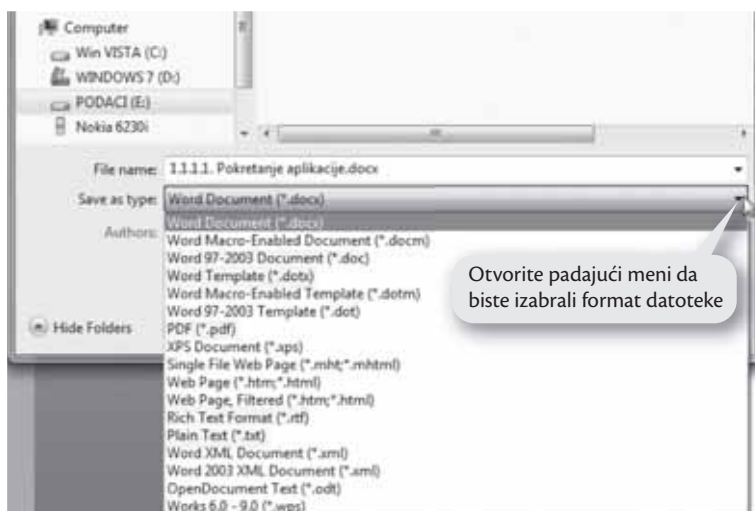 Computer
Win VISTA (C:)
WINDOWS 7 (D:)
PODACI (E:)
Nokia 6230i
File name: 1.1.1.1. Pokretanje aplikacije.docx
Save as type: Word Document (*.docx)
Authors:
Word Document (*.docx)
Word Macro-Enabled Document (*.docm)
Word 97-2003 Document (*.doc)
Word Template (*.dotx)
Word Macro-Enabled Template (*.dotm)
Word 97-2003 Template (*.dot)
PDF (*.pdf)
XPS Document (*.xps)
Single File Web Page (*.mht;*.mhtml)
Web Page (*.htm;*.html)
Web Page, Filtered (*.htm;*.html)
Rich Text Format (*.rtf)
Plain Text (*.txt)
Word XML Document (*.xml)
Word 2003 XML Document (*.xml)
OpenDocument Text (*.odt)
Works 6.0 - 9.0 (*.wps)
Otvorite padajući meni da
biste izabrali format datoteke
Hide Folders